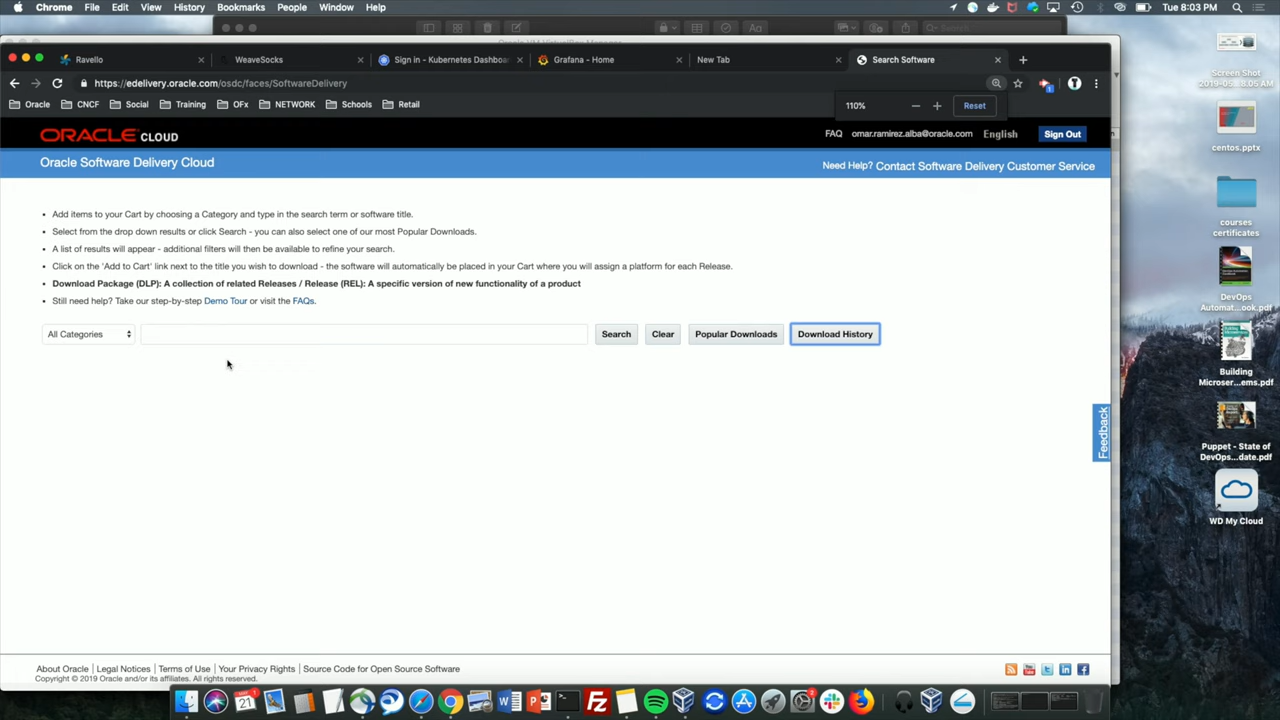 Chrome File Edit View History Bookmarks People Window Help
Tue 8:03 PM
Search
Ravello
WeaveSocks
Sign in - Kubernetes Dashboa
Grafana - Home
New Tab
Search Software
https://edelivery.oracle.com/osdc/faces/SoftwareDelivery
Oracle CNCF Social Training OFx NETWORK Schools Retail
110% Reset
ORACLE CLOUD
FAQ omar.ramirez.alba@oracle.com English Sign Out
Oracle Software Delivery Cloud
Need Help? Contact Software Delivery Customer Service
Add items to your Cart by choosing a Category and type in the search term or software title.
Select from the drop down results or click Search - you can also select one of our most Popular Downloads.
A list of results will appear - additional filters will then be available to refine your search.
Click on the 'Add to Cart' link next to the title you wish to download - the software will automatically be placed in your Cart where you will assign a platform for each Release.
Download Package (DLP): A collection of related Releases / Release (REL): A specific version of new functionality of a product
Still need help? Take our step-by-step Demo Tour or visit the FAQs.
All Categories Search Clear Popular Downloads Download History
Feedback
About Oracle | Legal Notices | Terms of Use | Your Privacy Rights | Source Code for Open Source Software
Copyright © 2019 Oracle and/or its affiliates. All rights reserved.
Screen Shot
2019-05...8.05 AM
centos.pptx
courses
certificates
DevOps
Automat...ook.pdf
Building
Microser...ems.pdf
Puppet - State of
DevOps...date.pdf
WD My Cloud